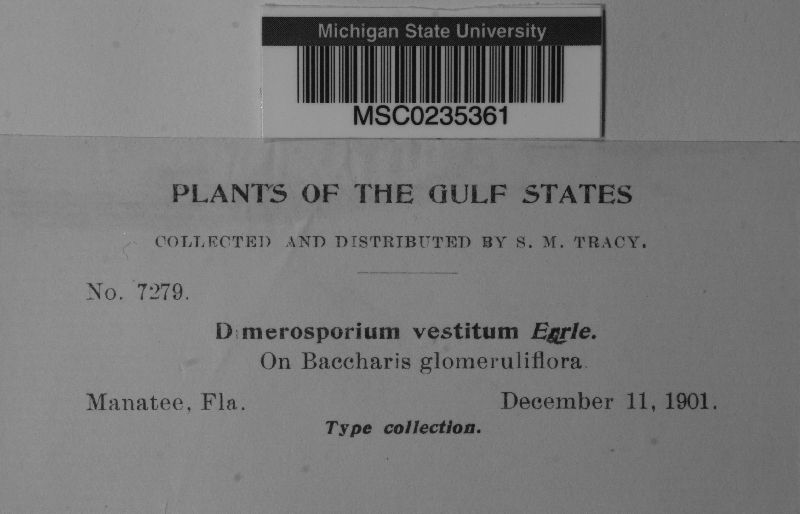 Michigan State University
MSC0235361
PLANTS OF THE GULF STATES
COLLECTED AND DISTRIBUTED BY S. M. TRACY.
No. 7279.
Dimerosporium vestitum Earle.
On Baccharis glomeruliflora
Manatee, Fla. December 11, 1901.
Type collection.